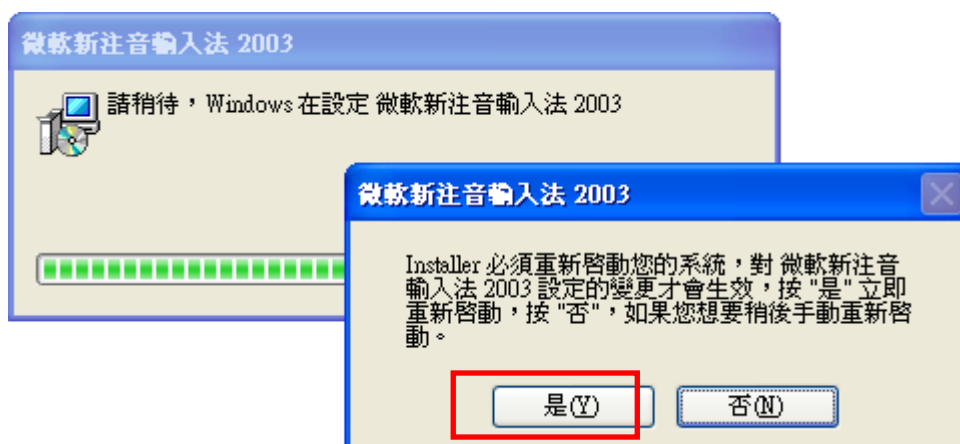 微軟新注音輸入法 2003
請稍待，Windows 在設定 微軟新注音輸入法 2003
微軟新注音輸入法 2003
Installer 必須重新啓動您的系統，對 微軟新注音
輸入法 2003 設定的變更才會生效，按 "是" 立即
重新啓動，按 "否"，如果您想要稍後手動重新啓
動。
是(Y)
否(N)